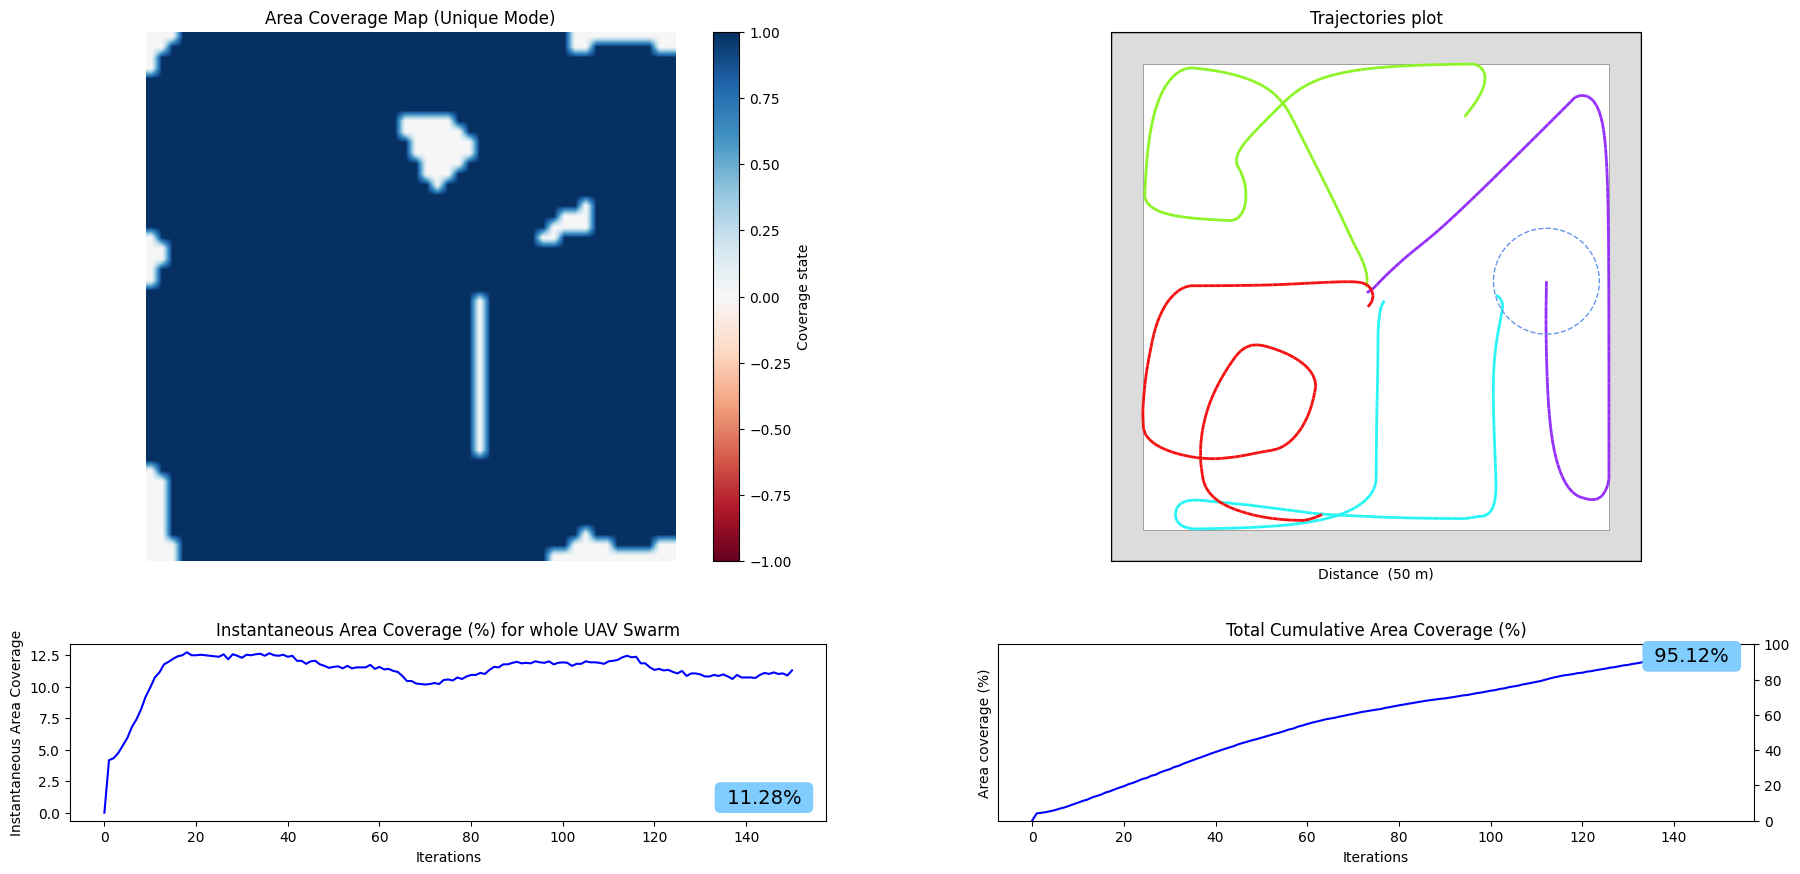 Area Coverage Map (Unique Mode)
1.00
0.75
0.50
0.25
0.00
−0.25
−0.50
−0.75
−1.00
Coverage state
Trajectories plot
Distance  (50 m)
Instantaneous Area Coverage (%) for whole UAV Swarm
Instantaneous Area Coverage
12.5
10.0
7.5
5.0
2.5
0.0
11.28%
0 20 40 60 80 100 120 140
Iterations
Total Cumulative Area Coverage (%)
Area coverage (%)
95.12%
100
80
60
40
20
0
0 20 40 60 80 100 120 140
Iterations